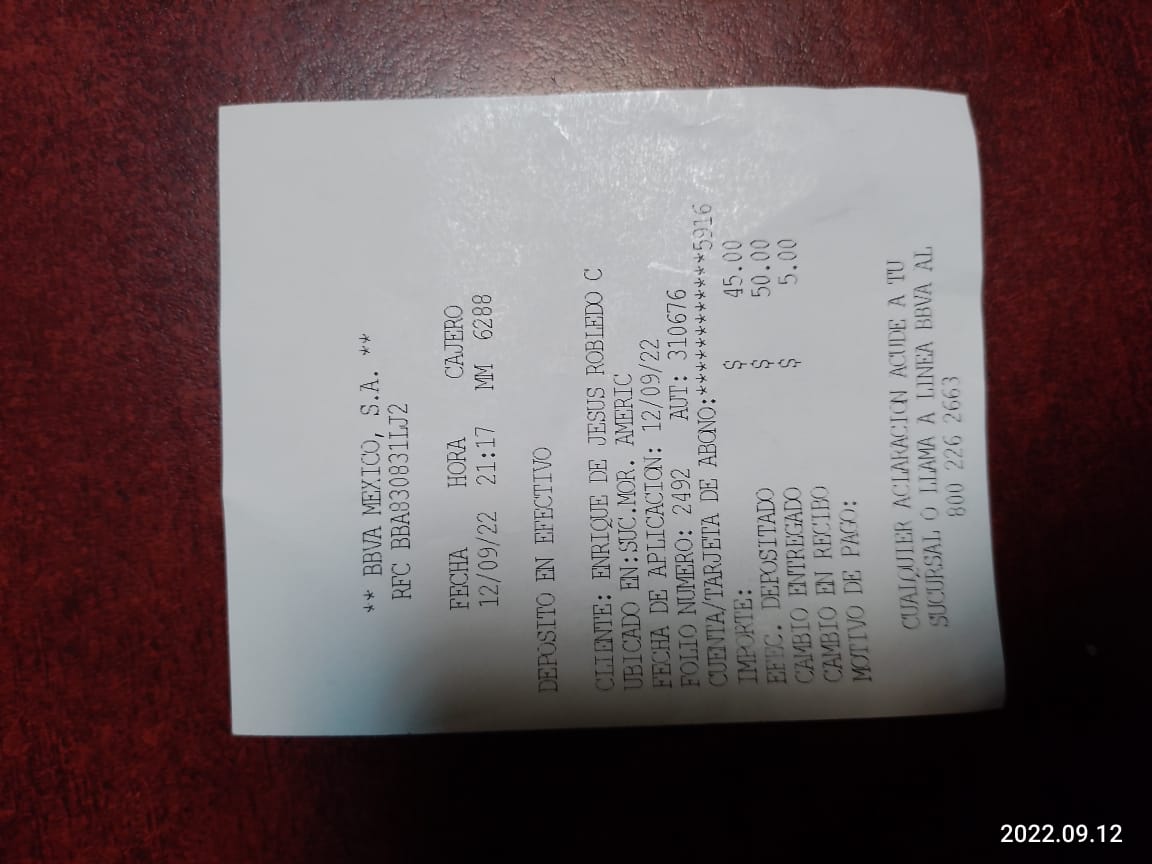 ** BBVA MEXICO, S.A. **
RFC BBA830831LJ2
FECHA HORA CAJERO
12/09/22 21:17 MM 6288
DEPOSITO EN EFECTIVO
CLIENTE: ENRIQUE DE JESUS ROBLEDO C
UBICADO EN:SUC.MOR. AMERIC
FECHA DE APLICACION: 12/09/22
FOLIO NUMERO: 2492 AUT: 310676
CUENTA/TARJETA DE ABONO:**************5916
IMPORTE: $ 45.00
EFEC. DEPOSITADO $ 50.00
CAMBIO ENTREGADO $ 5.00
CAMBIO EN RECIBO
MOTIVO DE PAGO:
CUALQUIER ACLARACION ACUDE A TU
SUCURSAL O LLAMA A LINEA BBVA AL
800 226 2663
2022.09.12